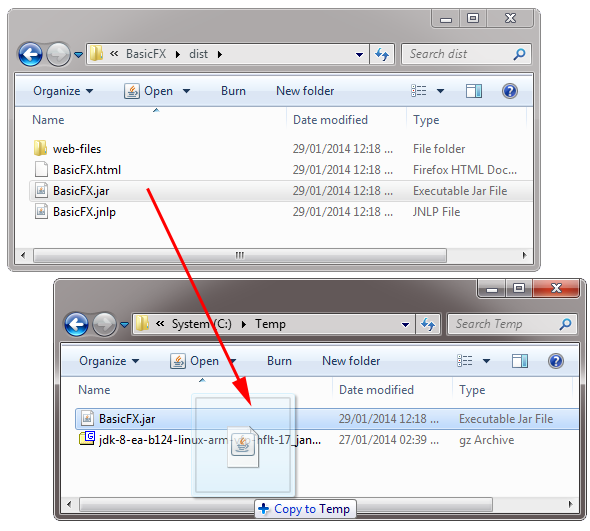 « BasicFX ▸ dist ▸
Search dist
Organize Open Burn New folder
Name Date modified Type
web-files 29/01/2014 12:18 ... File folder
BasicFX.html 29/01/2014 12:18 ... Firefox HTML Doc...
BasicFX.jar 29/01/2014 12:18 ... Executable Jar File
BasicFX.jnlp 29/01/2014 12:18 ... JNLP File
« System (C:) ▸ Temp
Search Temp
Organize Open Burn New folder
Name Date modified Type
BasicFX.jar 29/01/2014 12:18 ... Executable Jar File
jdk-8-ea-b124-linux-arm- hflt-17_jan... 27/01/2014 02:39 ... gz Archive
Copy to Temp